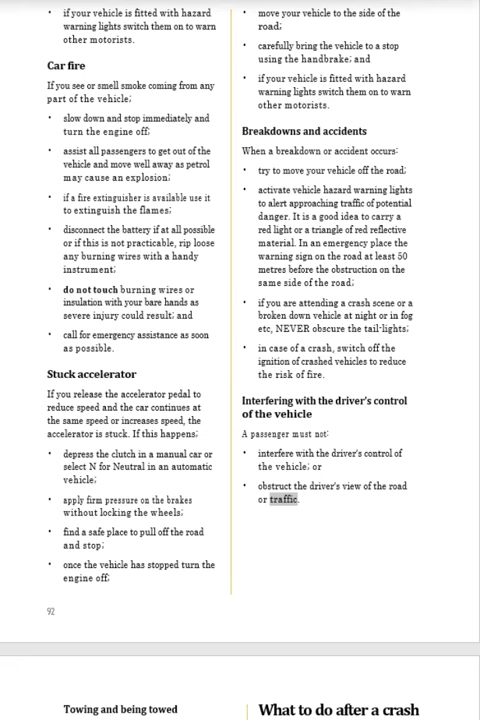 • if your vehicle is fitted with hazard
warning lights switch them on to warn
other motorists.
Car fire
If you see or smell smoke coming from any
part of the vehicle;
• slow down and stop immediately and
turn the engine off;
• assist all passengers to get out of the
vehicle and move well away as petrol
may cause an explosion;
• if a fire extinguisher is available use it
to extinguish the flames;
• disconnect the battery if at all possible
or if this is not practicable, rip loose
any burning wires with a handy
instrument;
• do not touch burning wires or
insulation with your bare hands as
severe injury could result; and
• call for emergency assistance as soon
as possible.
Stuck accelerator
If you release the accelerator pedal to
reduce speed and the car continues at
the same speed or increases speed, the
accelerator is stuck. If this happens;
• depress the clutch in a manual car or
select N for Neutral in an automatic
vehicle;
• apply firm pressure on the brakes
without locking the wheels;
• find a safe place to pull off the road
and stop;
• once the vehicle has stopped turn the
engine off;
92
• move your vehicle to the side of the
road;
• carefully bring the vehicle to a stop
using the handbrake; and
• if your vehicle is fitted with hazard
warning lights switch them on to warn
other motorists.
Breakdowns and accidents
When a breakdown or accident occurs:
• try to move your vehicle off the road;
• activate vehicle hazard warning lights
to alert approaching traffic of potential
danger. It is a good idea to carry a
red light or a triangle of red reflective
material. In an emergency place the
warning sign on the road at least 50
metres before the obstruction on the
same side of the road;
• if you are attending a crash scene or a
broken down vehicle at night or in fog
etc, NEVER obscure the tail-lights;
• in case of a crash, switch off the
ignition of crashed vehicles to reduce
the risk of fire.
Interfering with the driver's control
of the vehicle
A passenger must not:
• interfere with the driver's control of
the vehicle; or
• obstruct the driver's view of the road
or traffic.
Towing and being towed
What to do after a crash